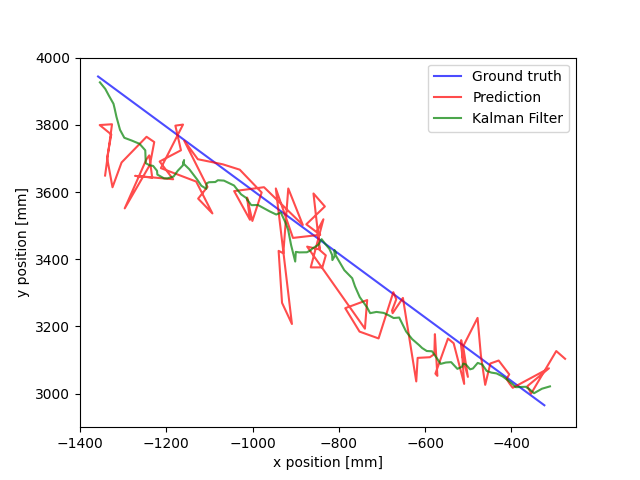 4000
3800
3600
3400
3200
3000
y position [mm]
Ground truth
Prediction
Kalman Filter
−1400 −1200 −1000 −800 −600 −400
x position [mm]